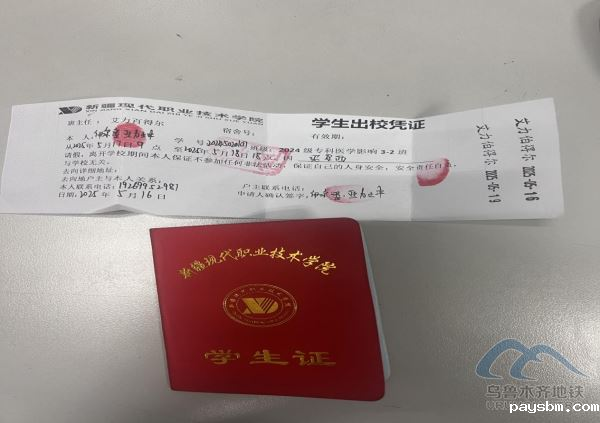 新疆现代职业技术学院
学生出校凭证
班主任: 艾力百得尔 宿舍号: 有效期:
本人 学号 班级: 2024级专科医学影响3-2班
从2025年5月17日9点至2025年5月18日18点 因
请假,离开学校期间本人保证不参加任何非法活动,保证自己的人身安全,安全责任自负,
与学校无关。
去向详细地址:
去向地户主与本人关系: 户主联系电话:
本人联系电话:19269952981 申请人确认签字:
日期:2025年5月16日
艾力百得尔 2025-05-16
2025-05-19
新疆现代职业技术学院
学生证
乌鲁木齐地铁
paysbm.com